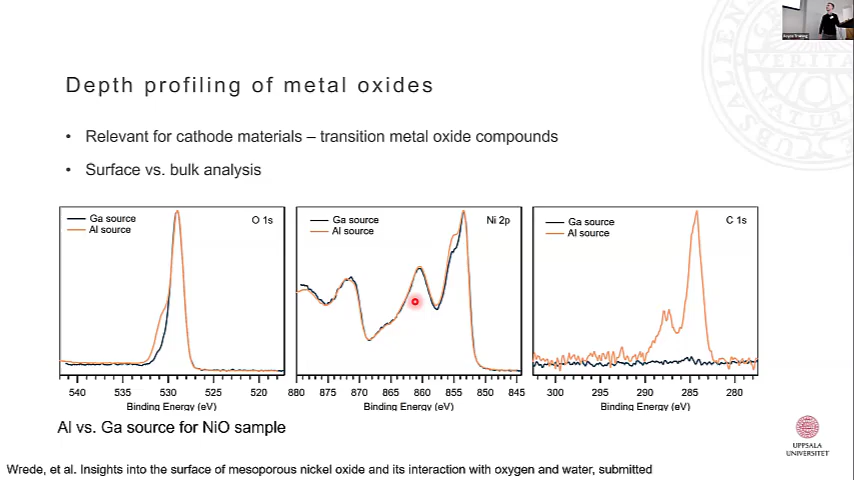 Depth profiling of metal oxides
• Relevant for cathode materials – transition metal oxide compounds
• Surface vs. bulk analysis
Ga source
Al source
O 1s
Ga source
Al source
Ni 2p
Ga source
Al source
C 1s
540 535 530 525 520
880 875 870 865 860 855 850 845
300 295 290 285 280
Binding Energy (eV)
Binding Energy (eV)
Binding Energy (eV)
Al vs. Ga source for NiO sample
UPPSALA
UNIVERSITET
Wrede, et al. Insights into the surface of mesoporous nickel oxide and its interaction with oxygen and water, submitted